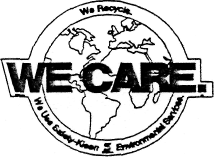 We Recycle.
WE CARE.
We Use Safety-Kleen Environmental Services.